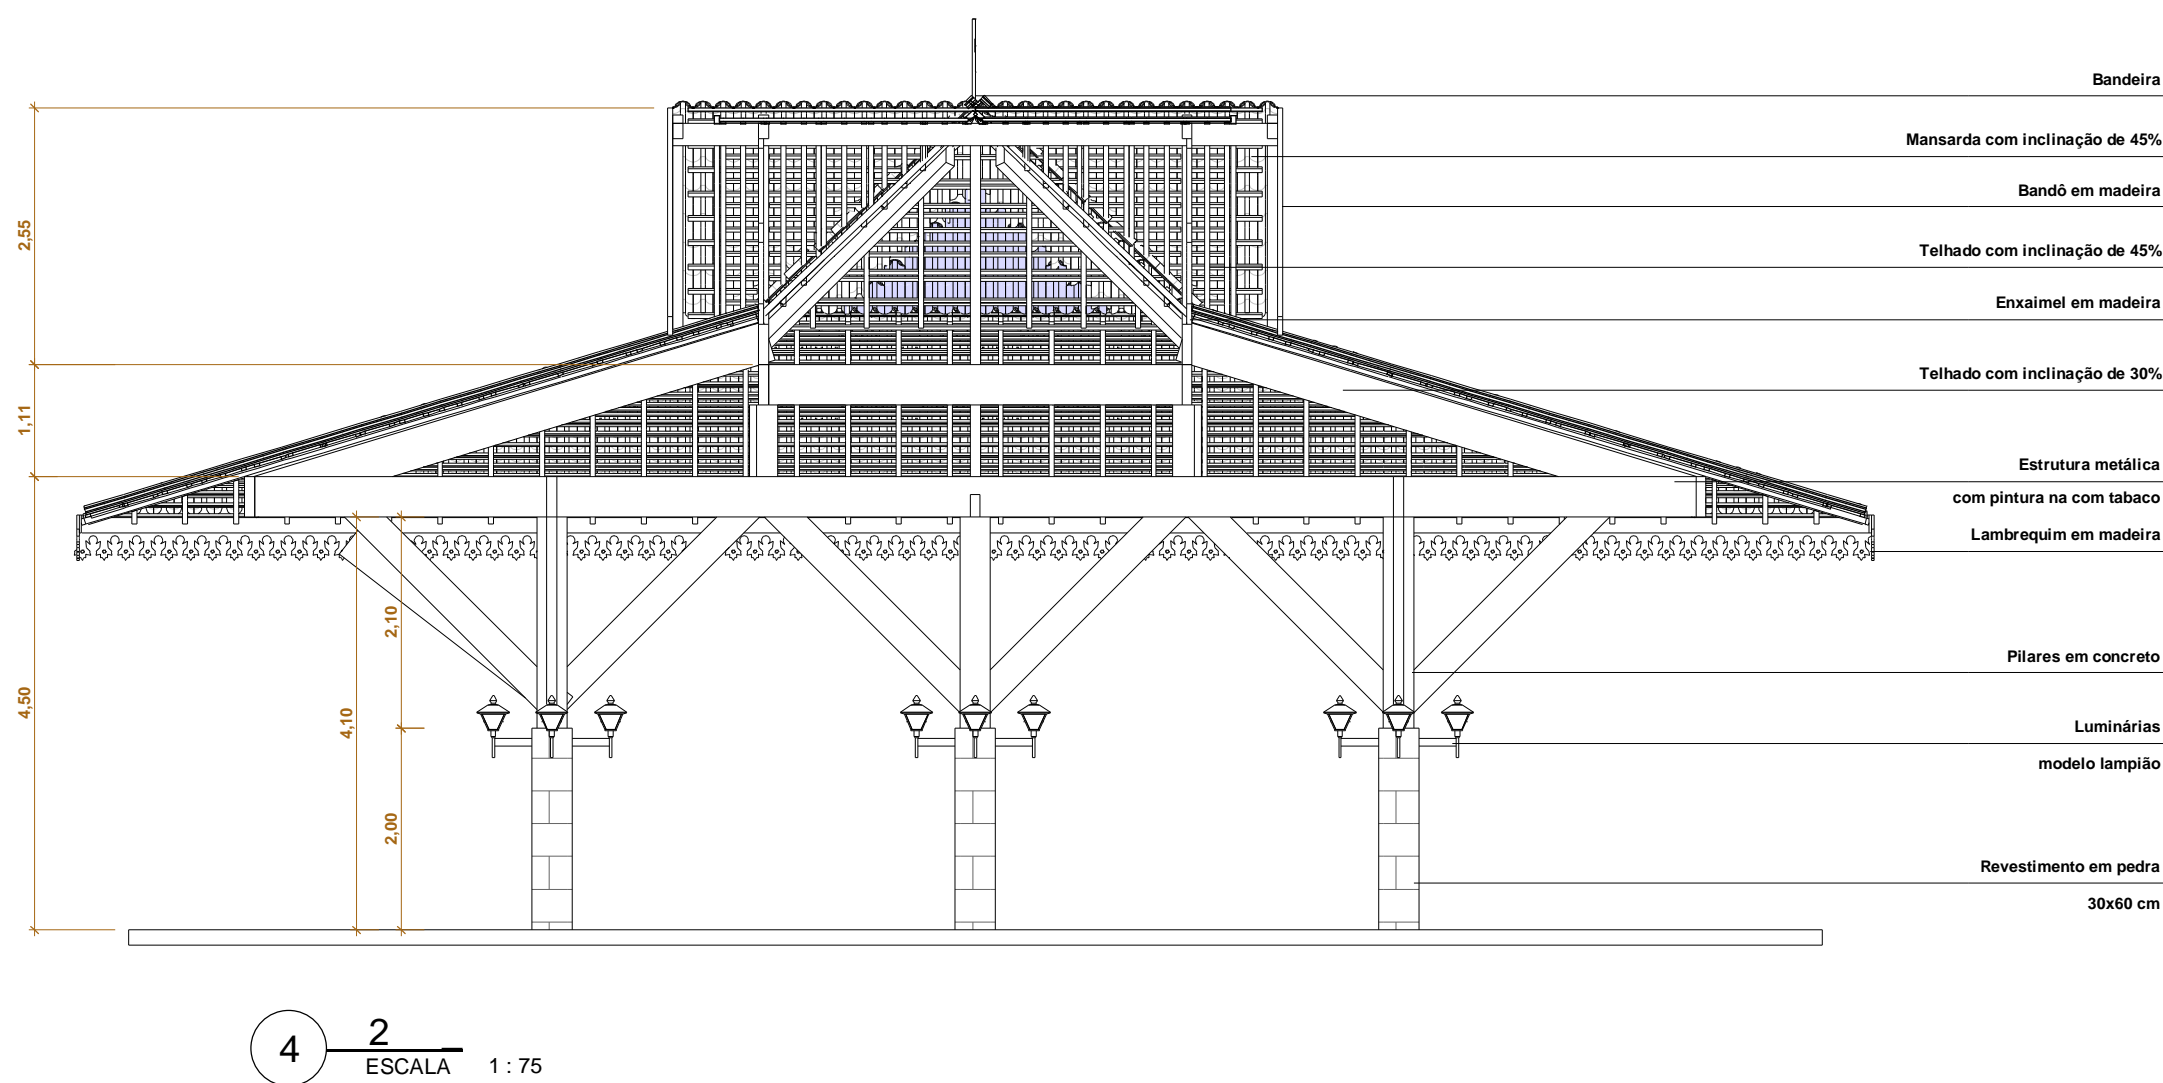 Bandeira
Mansarda com inclinação de 45%
Bandô em madeira
Telhado com inclinação de 45%
Enxaimel em madeira
Telhado com inclinação de 30%
Estrutura metálica
com pintura na com tabaco
Lambrequim em madeira
Pilares em concreto
Luminárias
modelo lampião
Revestimento em pedra
30x60 cm
2,55
1,11
4,50
4,10
2,10
2,00
4
2
ESCALA 1 : 75